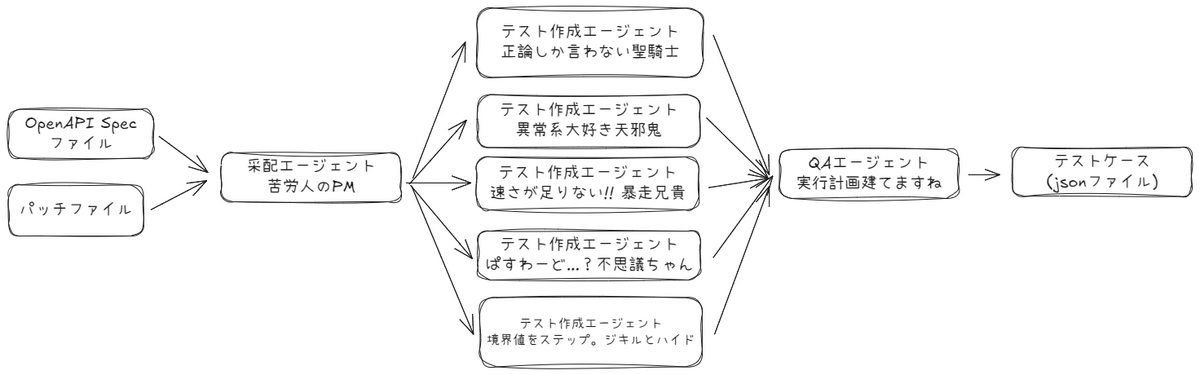 OpenAPI Spec
ファイル
パッチファイル
采配エージェント
苦労人のPM
テスト作成エージェント
正論しか言わない聖騎士
テスト作成エージェント
異常系大好き天邪鬼
テスト作成エージェント
速さが足りない!! 暴走兄貴
テスト作成エージェント
ぱすわーど...？不思議ちゃん
テスト作成エージェント
境界値をステップ。ジキルとハイド
QAエージェント
実行計画建てますね
テストケース
(jsonファイル)